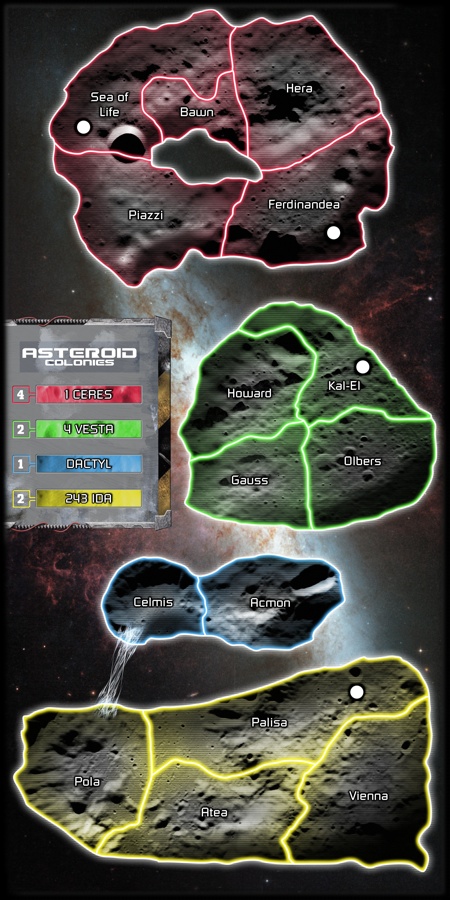 Sea of
Life
Bawn
Hera
Piazzi
Ferdinandea
ASTEROID
COLONIES
4 1 CERES
2 4 VESTA
1 DACTYL
2 243 IDA
Howard
Kal-El
Gauss
Olbers
Celmis
Acmon
Palisa
Pola
Atea
Vienna